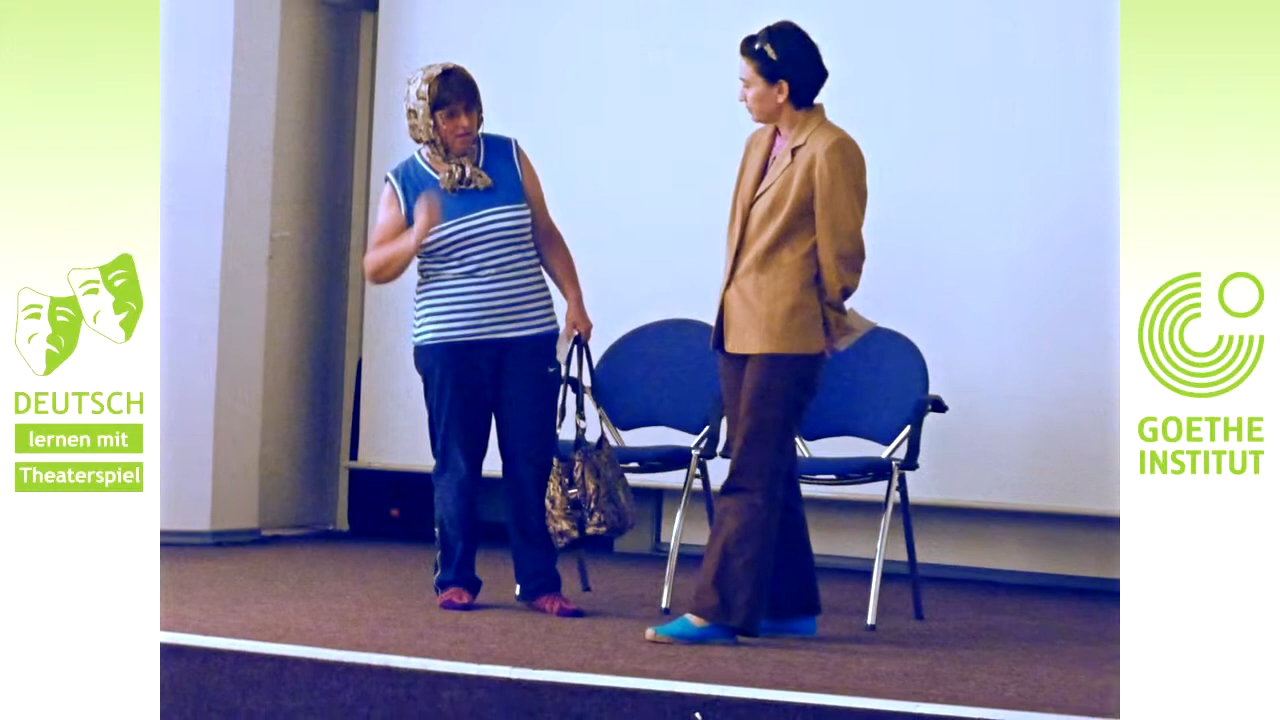 DEUTSCH
lernen mit
Theaterspiel
GOETHE
INSTITUT